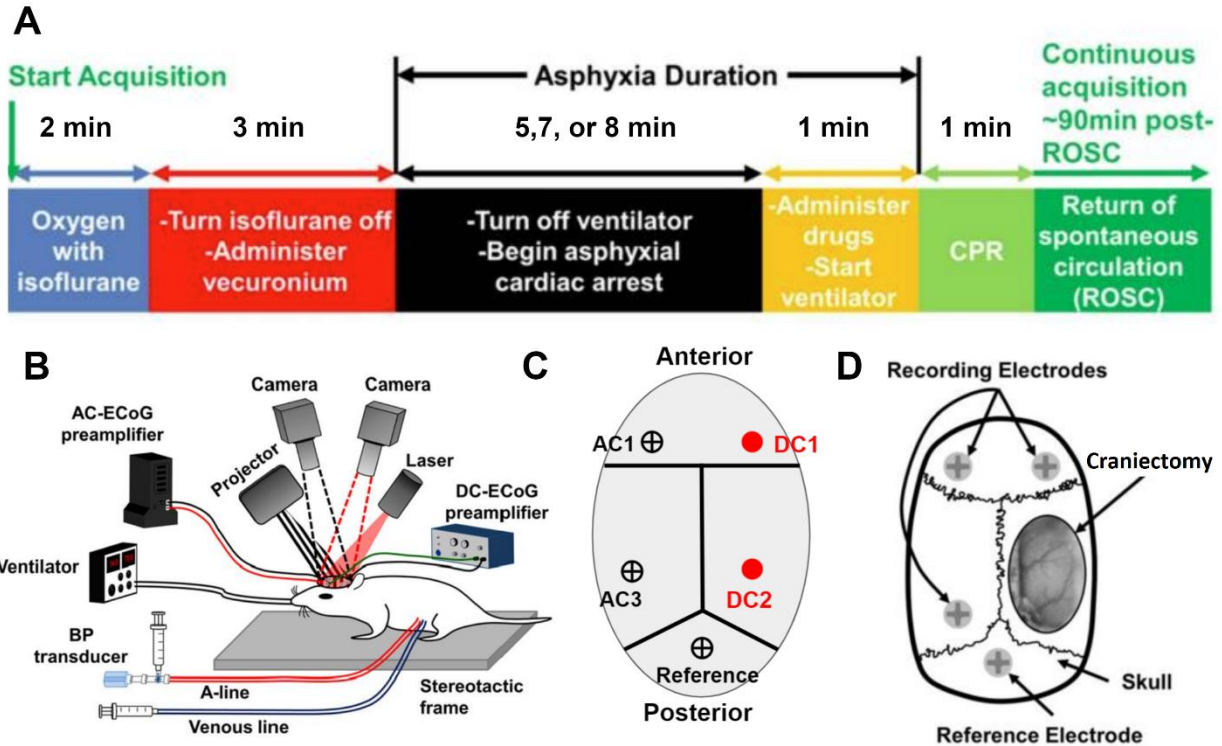 A
Start Acquisition
Asphyxia Duration
Continuous
acquisition
~90min post-
ROSC
2 min
3 min
5,7, or 8 min
1 min
1 min
Oxygen
with
isoflurane
-Turn isoflurane off
-Administer
vecuronium
-Turn off ventilator
-Begin asphyxial
cardiac arrest
-Administer
drugs
-Start
ventilator
CPR
Return of
spontaneous
circulation
(ROSC)
B
AC-ECoG
preamplifier
Camera
Camera
Projector
Laser
DC-ECoG
preamplifier
Ventilator
BP
transducer
A-line
Venous line
Stereotactic
frame
C
Anterior
AC1
DC1
AC3
DC2
Reference
Posterior
D
Recording Electrodes
Craniectomy
Skull
Reference Electrode